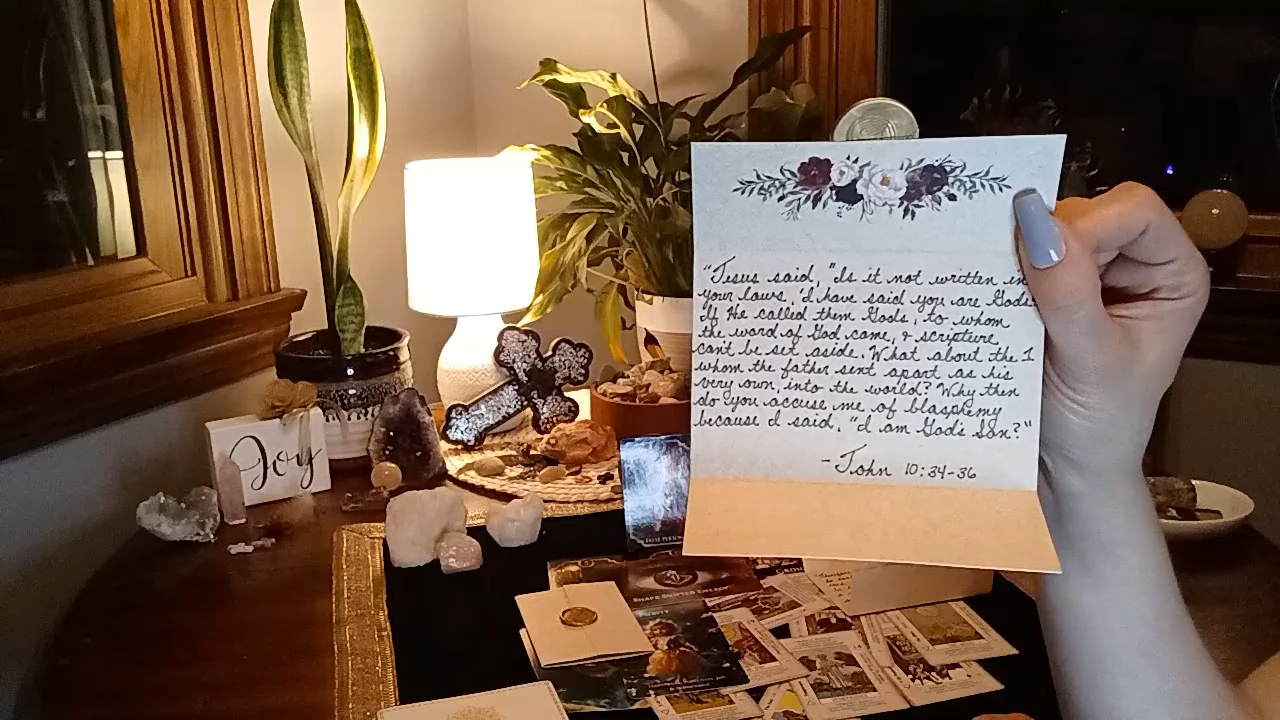 "Jesus said, "Is it not written in
your laws, 'I have said you are Gods.
If He called them Gods, to whom
the word of God came, & scripture
can't be set aside. What about the 1
whom the father sent apart as his
very own, into the world? Why then
do you accuse me of blasphemy
because I said, "I am God's Son?"
-John 10:34-36
Joy
SHAPE SHIFTER ENERGY